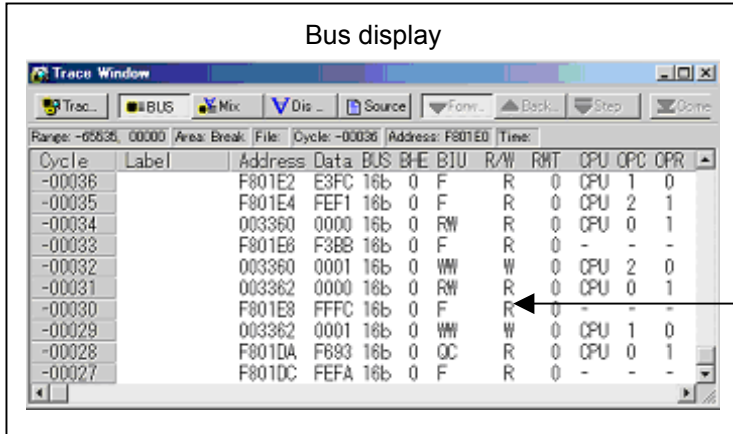 Bus display
Trace Window
Trac... BUS Mix Dis ... Source Forw.. Back.. Step Come
Range: -65535, 00000 Area: Break File: Cycle: -00036 Address: F801E0 Time:
Cycle Label Address Data BUS BHE BIU R/W RWT CPU OPC OPR
-00036 F801E2 E3FC 16b 0 F R 0 CPU 1 0
-00035 F801E4 FEF1 16b 0 F R 0 CPU 2 1
-00034 003360 0000 16b 0 RW R 0 CPU 0 1
-00033 F801E6 F3BB 16b 0 F R 0 - - -
-00032 003360 0001 16b 0 WW W 0 CPU 2 0
-00031 003362 0000 16b 0 RW R 0 CPU 0 1
-00030 F801E8 FFFC 16b 0 F R 0 - - -
-00029 003362 0001 16b 0 WW W 0 CPU 1 0
-00028 F801DA F693 16b 0 QC R 0 CPU 0 1
-00027 F801DC FEFA 16b 0 F R 0 - - -